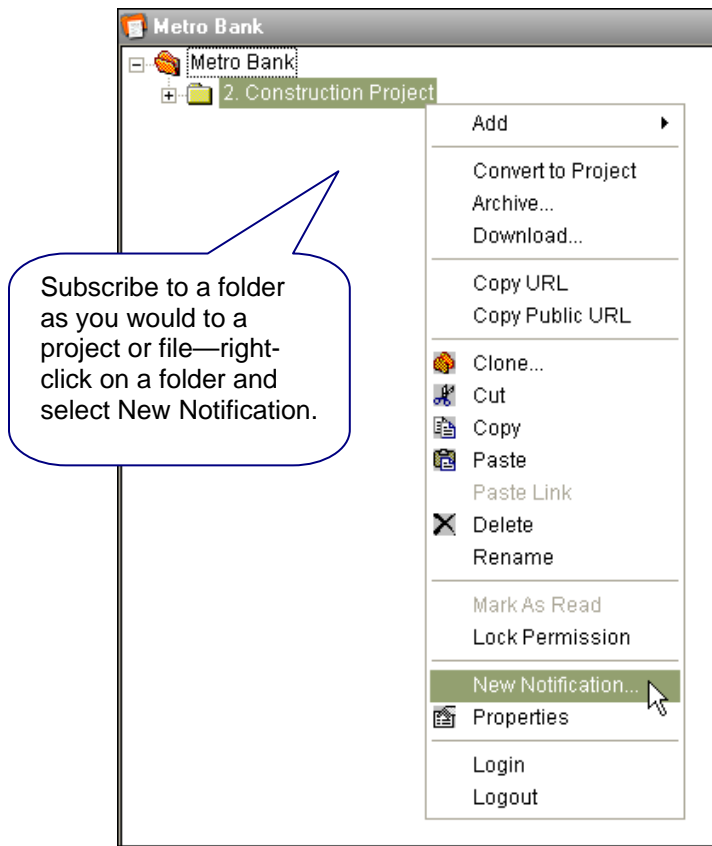 Metro Bank
Metro Bank
2. Construction Project
Add
Convert to Project
Archive...
Download...
Copy URL
Copy Public URL
Clone...
Cut
Copy
Paste
Paste Link
Delete
Rename
Mark As Read
Lock Permission
New Notification...
Properties
Login
Logout
Subscribe to a folder
as you would to a
project or file—right-
click on a folder and
select New Notification.